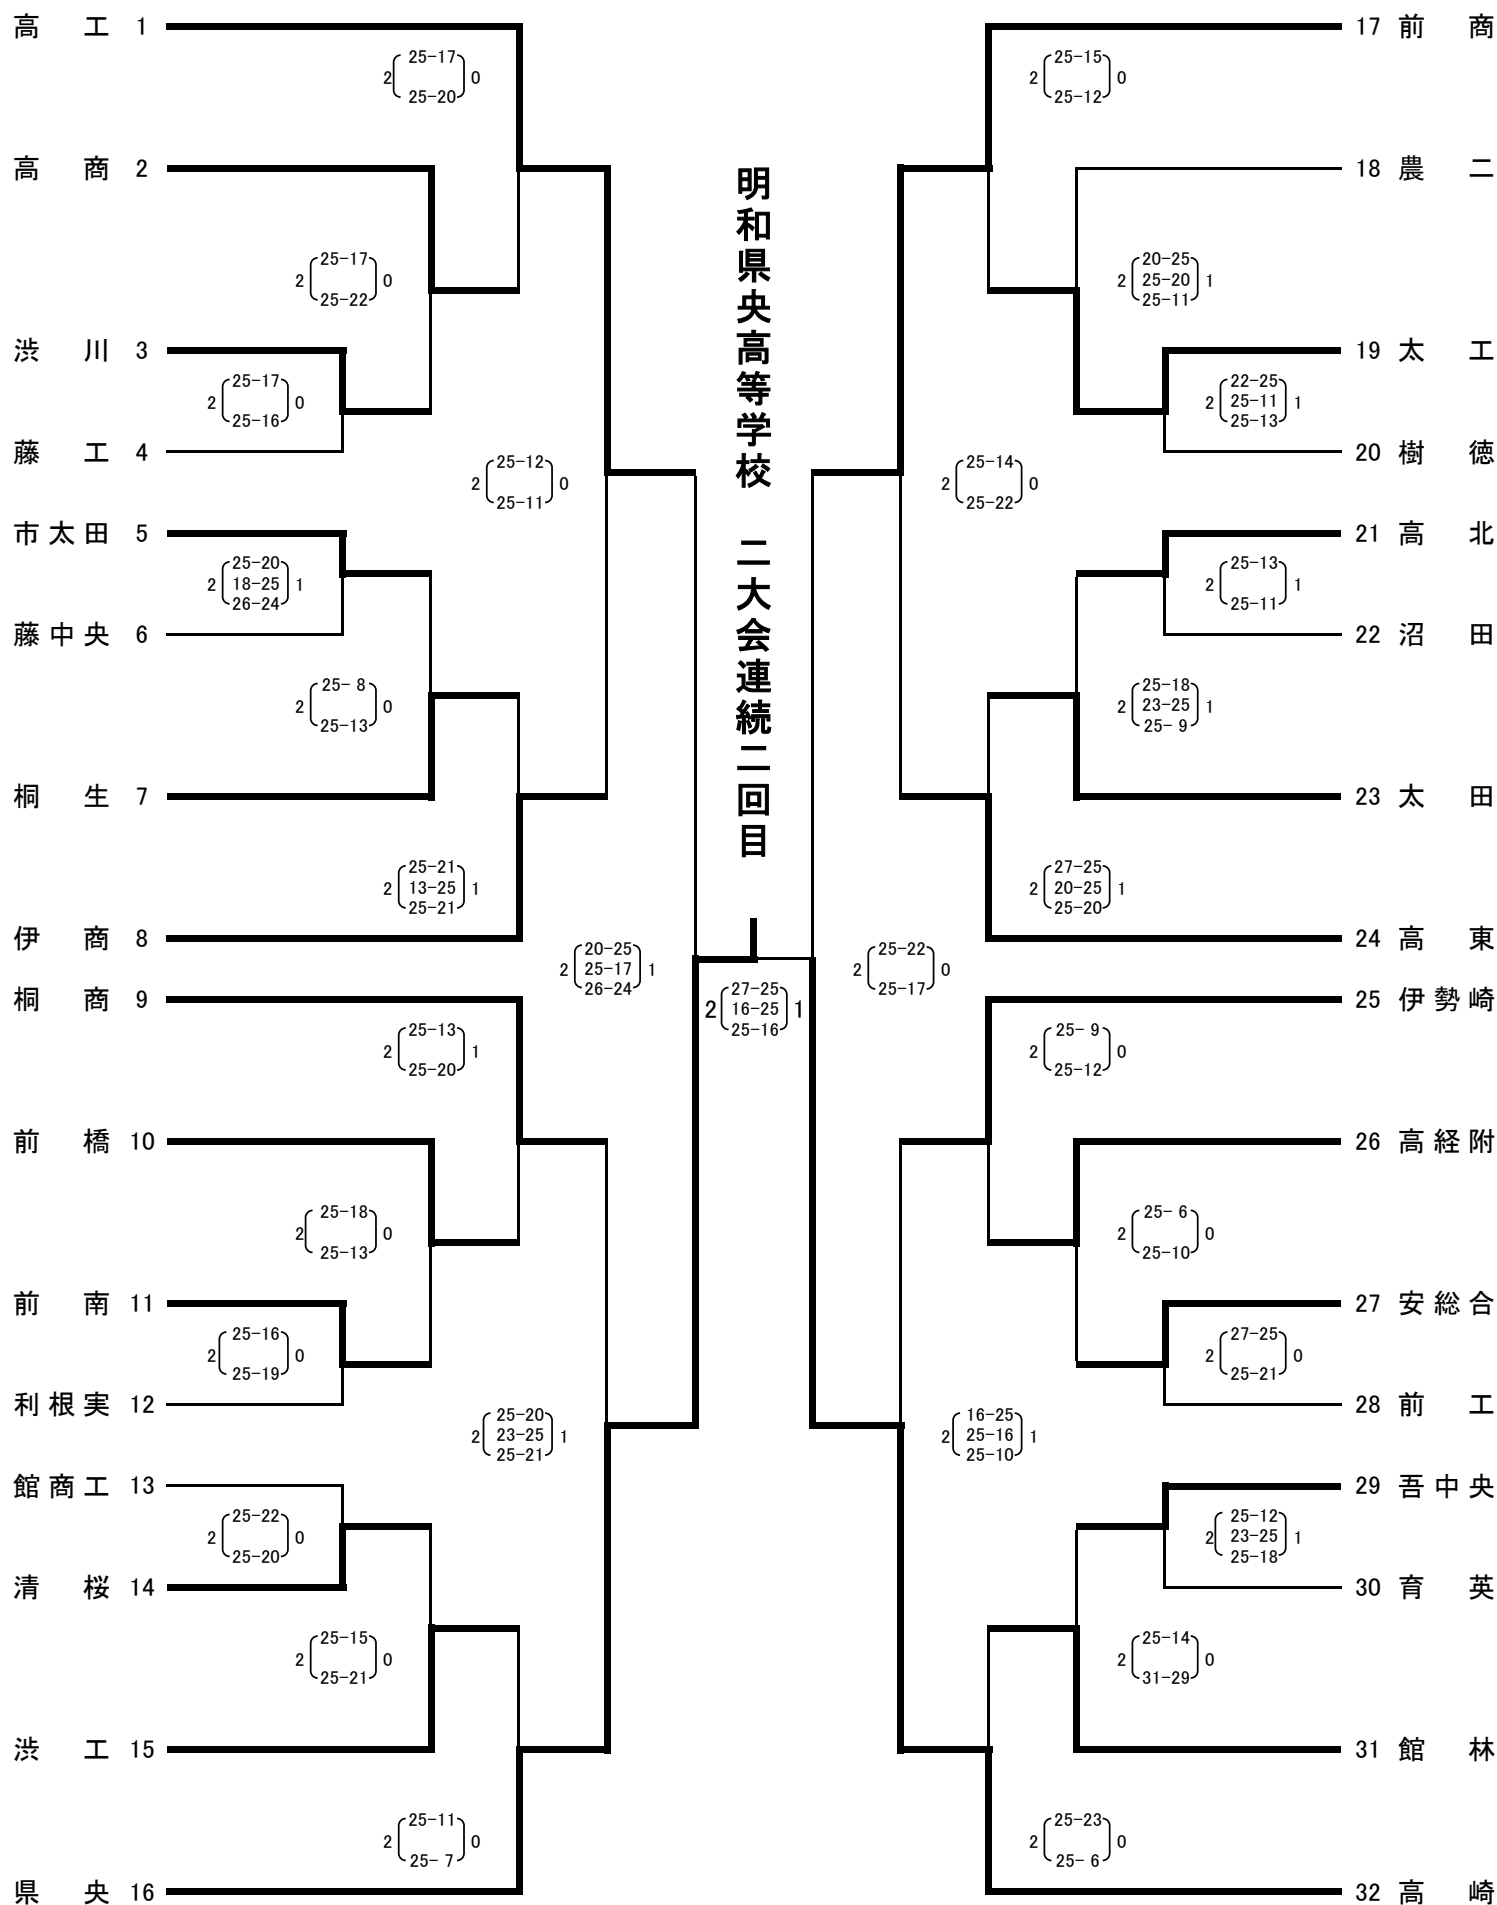 高工 1
25-17
2 0
25-20
高商 2
25-17
2 0
25-22
渋川 3
25-17
2 0
25-16
藤工 4
25-12
2 0
25-11
市太田 5
25-20
2 18-25 1
26-24
藤中央 6
25- 8
2 0
25-13
桐生 7
25-21
2 13-25 1
25-21
伊商 8
20-25
2 25-17 1
26-24
桐商 9
25-13
2 1
25-20
前橋 10
25-18
2 0
25-13
前南 11
25-16
2 0
25-19
利根実 12
25-20
2 23-25 1
25-21
館商工 13
25-22
2 0
25-20
清桜 14
25-15
2 0
25-21
渋工 15
25-11
2 0
25- 7
県央 16
明和県央高等学校 二大会連続二回目
27-25
2 16-25 1
25-16
17 前商
25-15
2 0
25-12
18 農二
20-25
2 25-20 1
25-11
19 太工
22-25
2 25-11 1
25-13
20 樹徳
25-14
2 0
25-22
21 高北
25-13
2 1
25-11
22 沼田
25-18
2 23-25 1
25- 9
23 太田
27-25
2 20-25 1
25-20
24 高東
25-22
2 0
25-17
25 伊勢崎
25- 9
2 0
25-12
26 高経附
25- 6
2 0
25-10
27 安総合
27-25
2 0
25-21
28 前工
16-25
2 25-16 1
25-10
29 吾中央
25-12
2 23-25 1
25-18
30 育英
25-14
2 0
31-29
31 館林
25-23
2 0
25- 6
32 高崎